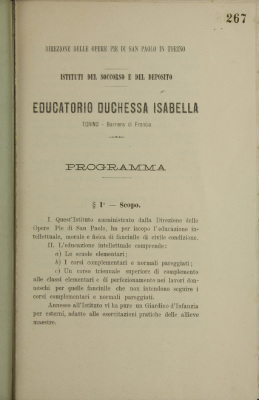 267
DIREZIONE DELLE OPERE PIE DI SAN PAOLO IN TORINO
ISTITUTI DEL SOCCORSO E DEL DEPOSITO
EDUCATORIO DUCHESSA ISABELLA
TORINO - Barriera di Francia
PROGRAMMA
§ 1° — Scopo.
I. Quest'Istituto amministrato dalla Direzione delle
Opere Pie di San Paolo, ha per iscopo l'educazione in-
tellettuale, morale e fisica di fanciulle di civile condizione.
II. L'educazione intellettuale comprende:
a) Le scuole elementari;
b) I corsi complementari e normali pareggiati;
c) Un corso triennale superiore di complemento
alle classi elementari e di perfezionamento nei lavori don-
neschi per quelle fanciulle che non intendono seguire i
corsi complementari e normali pareggiati.
Annesso all'Istituto vi ha pure un Giardino d'Infanzia
per esterni, adatto alle esercitazioni pratiche delle allieve
maestre.